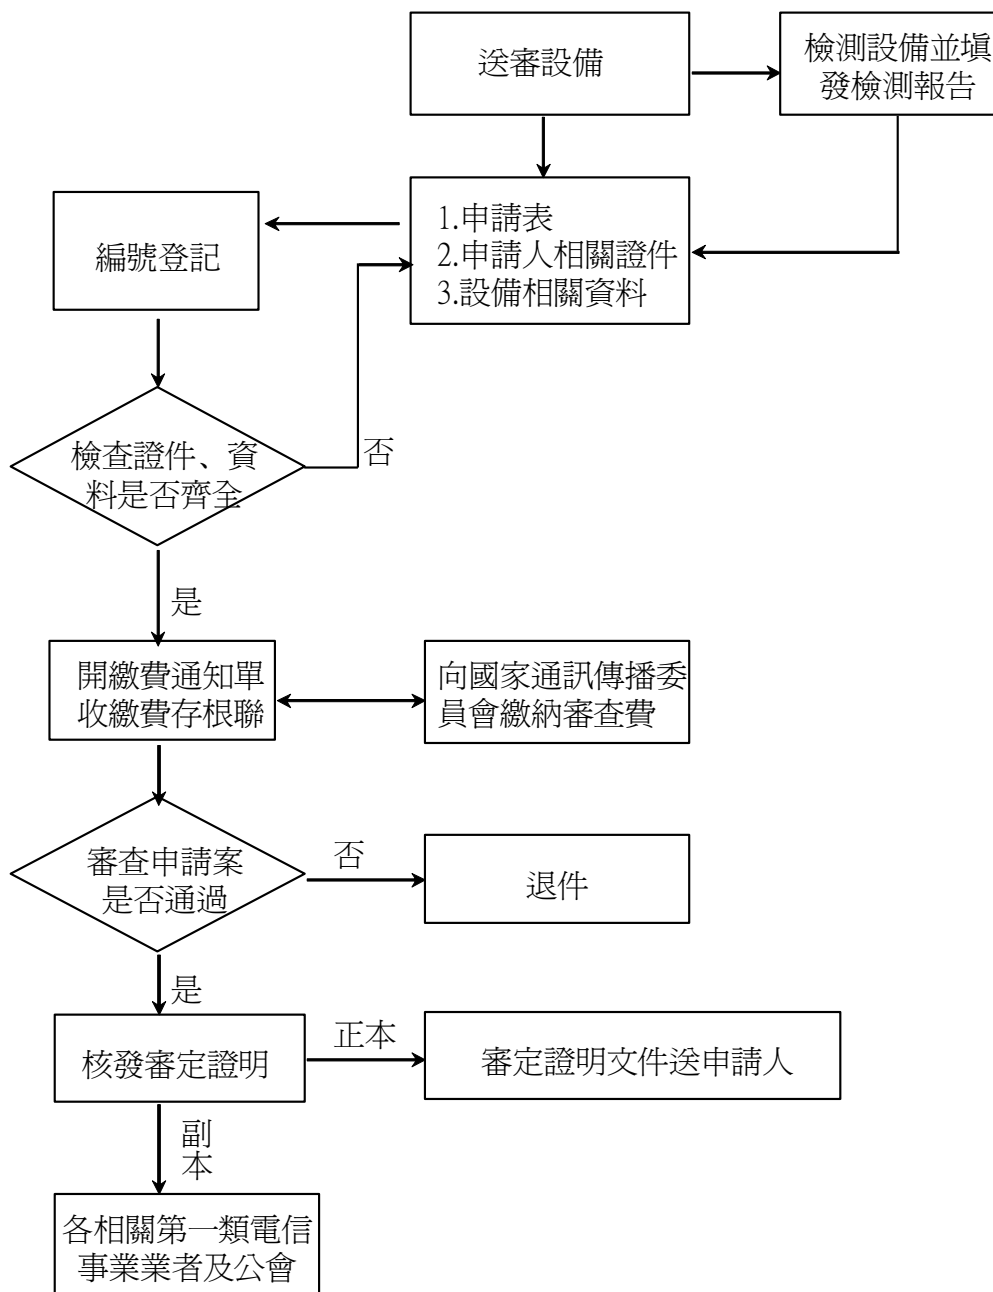 送審設備
檢測設備並填
發檢測報告
1.申請表
2.申請人相關證件
3.設備相關資料
編號登記
檢查證件、資
料是否齊全
否
是
開繳費通知單
收繳費存根聯
向國家通訊傳播委
員會繳納審查費
審查申請案
是否通過
否
退件
是
核發審定證明
正本
審定證明文件送申請人
副
本
各相關第一類電信
事業業者及公會